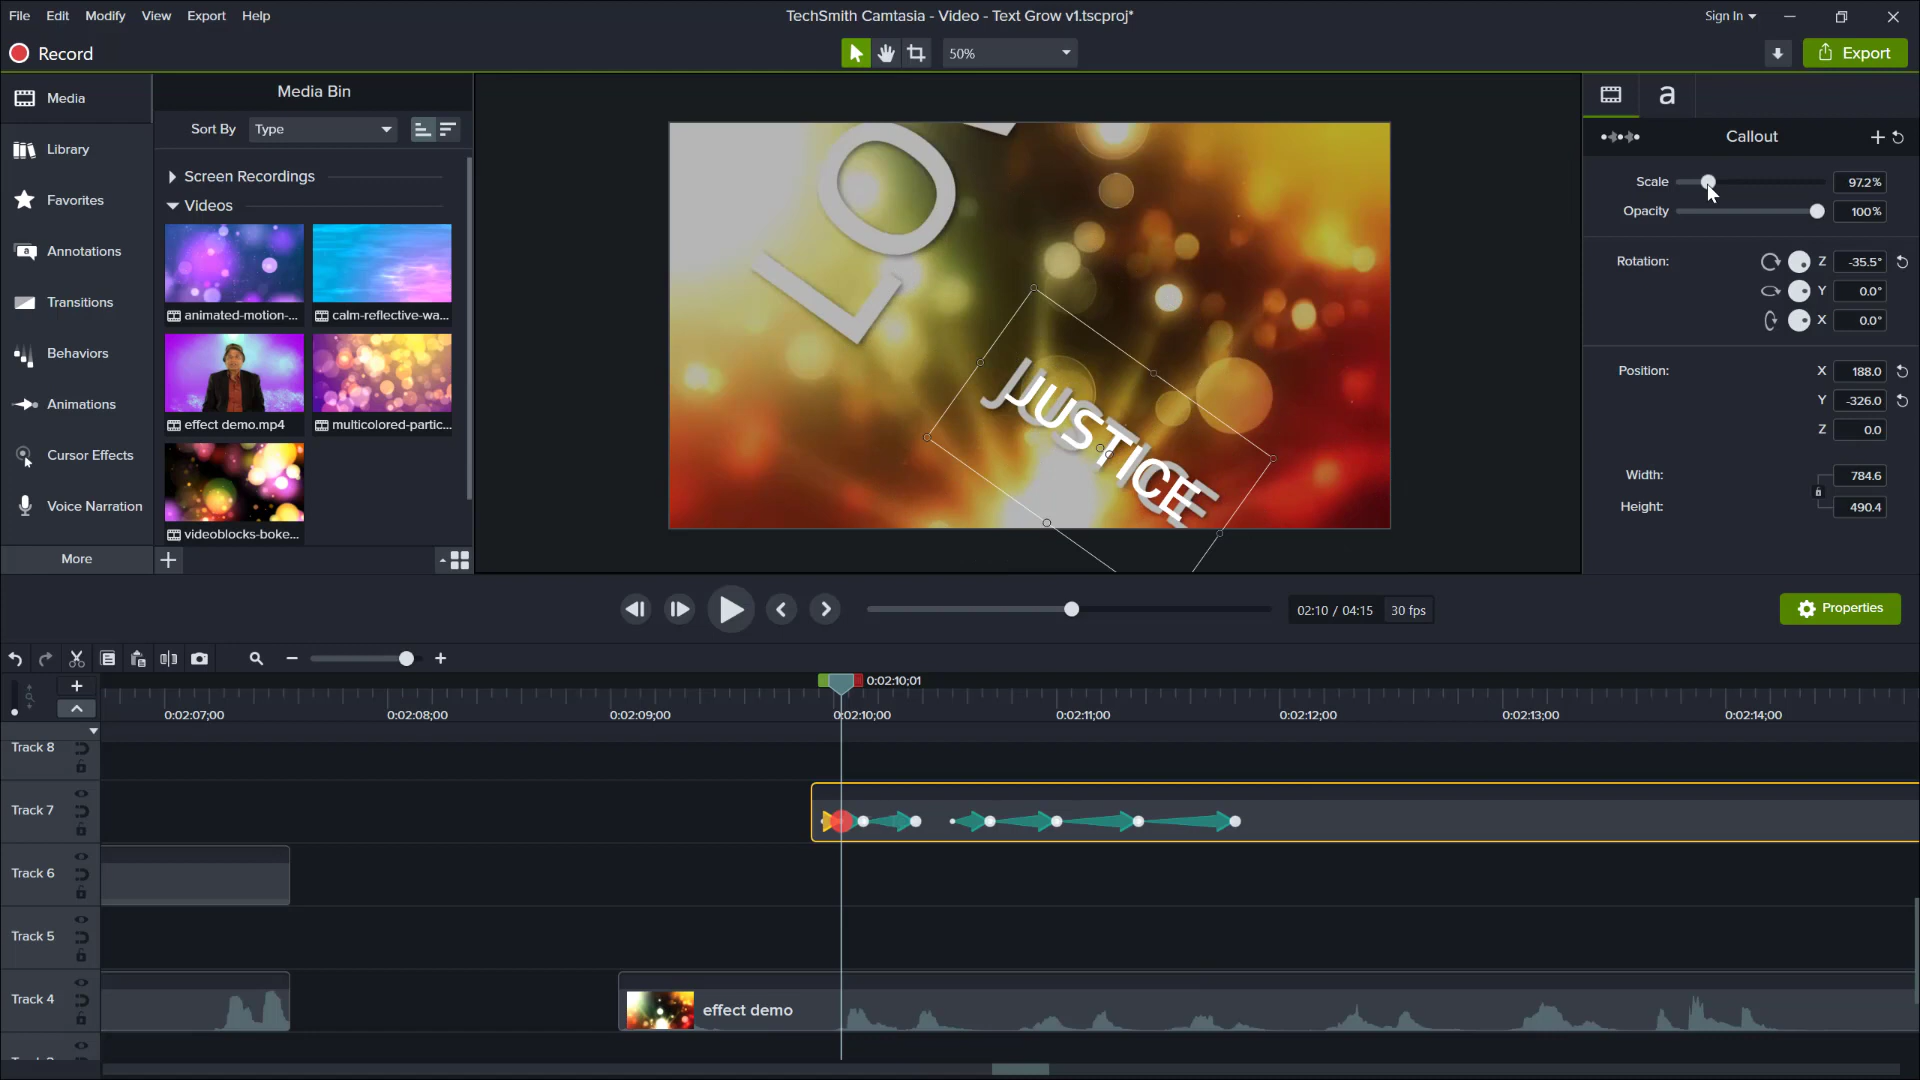 File Edit Modify View Export Help
TechSmith Camtasia - Video - Text Grow v1.tscproj*
Sign In
Record
50%
Export
Media
Library
Favorites
Annotations
Transitions
Behaviors
Animations
Cursor Effects
Voice Narration
More
Media Bin
Sort By Type
Screen Recordings
Videos
animated-motion-...
calm-reflective-wa...
effect demo.mp4
multicolored-partic...
videoblocks-boke...
LO
JUSTICE
a
Callout
Scale 97.2%
Opacity 100%
Rotation: Z -35.5°
Y 0.0°
X 0.0°
Position: X 188.0
Y -326.0
Z 0.0
Width: 784.6
Height: 490.4
02:10 / 04:15 30 fps
Properties
0:02:10;01
0:02:07;00 0:02:08;00 0:02:09;00 0:02:10;00 0:02:11;00 0:02:12;00 0:02:13;00 0:02:14;00
Track 8
Track 7
Track 6
Track 5
Track 4
effect demo